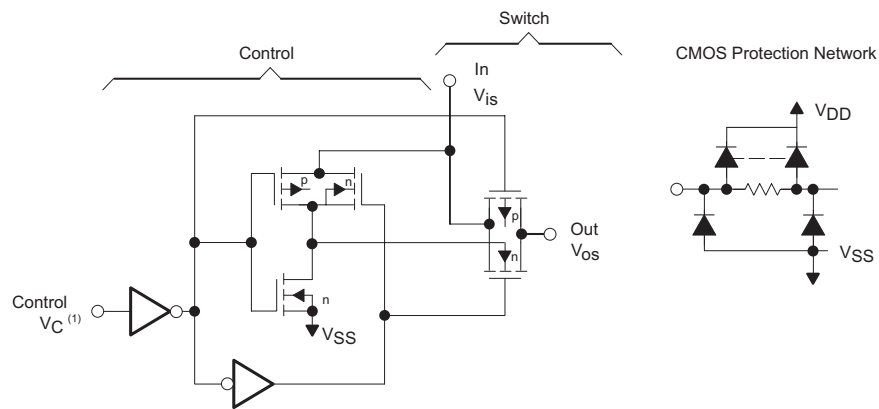 Switch
Control
In
Vis
CMOS Protection Network
VDD
p
n
p
n
Out
Vos
VSS
n
Control
VC (1)
VSS